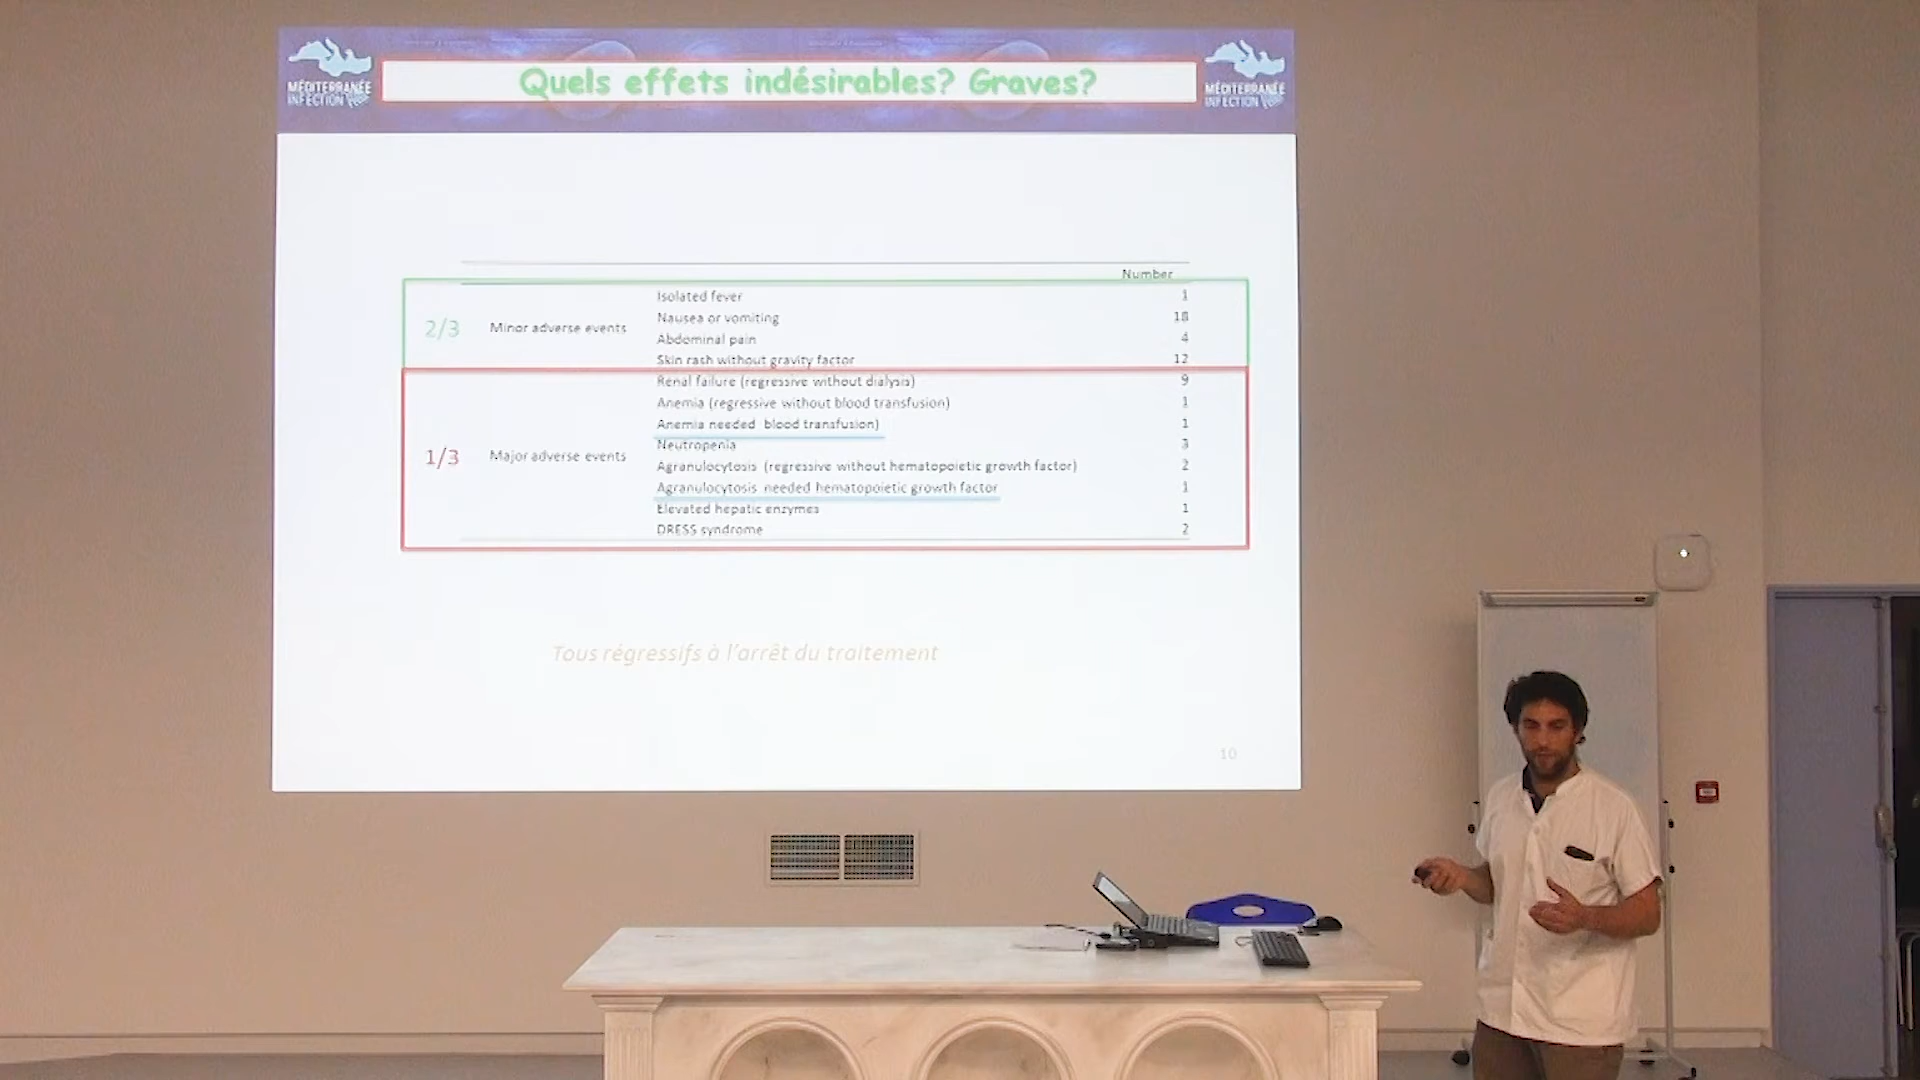 MÉDITERRANÉE
INFECTION
Quels effets indésirables? Graves?
MÉDITERRANÉE
INFECTION
Number
2/3
Minor adverse events
Isolated fever 1
Nausea or vomiting 18
Abdominal pain 4
Skin rash without gravity factor 12
1/3
Major adverse events
Renal failure (regressive without dialysis) 9
Anemia (regressive without blood transfusion) 1
Anemia needed blood transfusion) 1
Neutropenia 3
Agranulocytosis (regressive without hematopoietic growth factor) 2
Agranulocytosis needed hematopoietic growth factor 1
Elevated hepatic enzymes 1
DRESS syndrome 2
Tous régressifs à l'arrêt du traitement
10